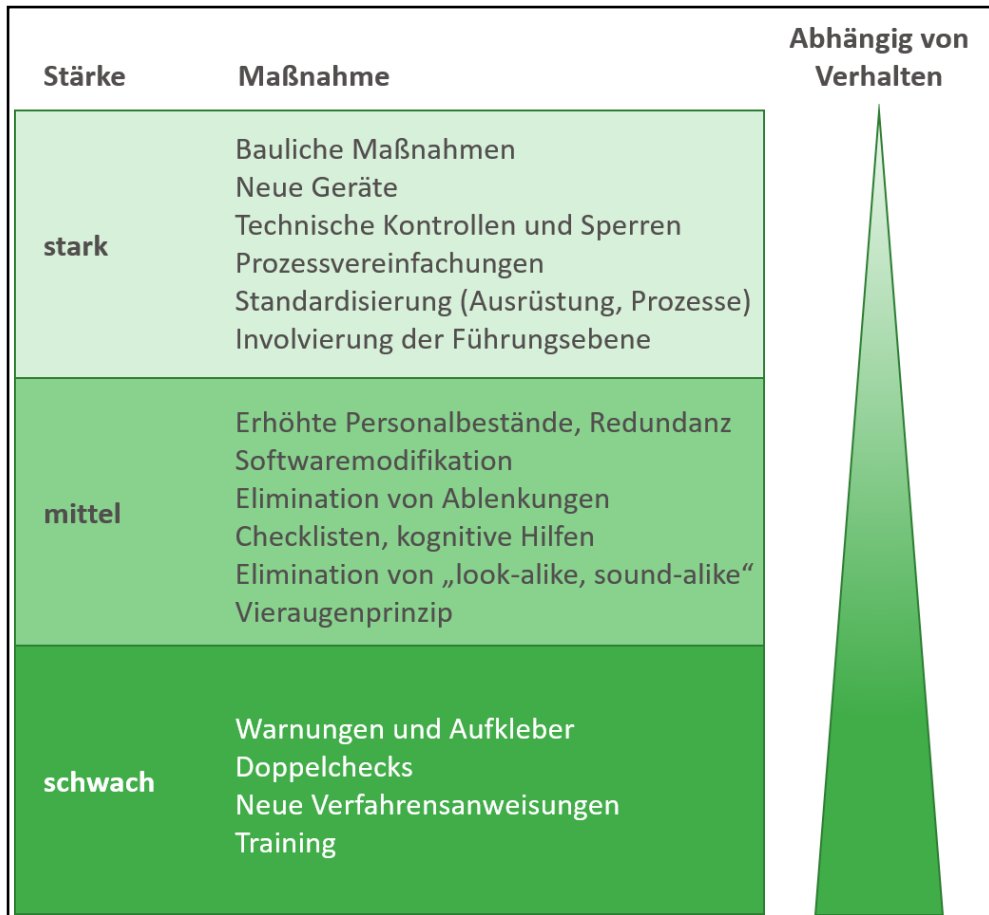 Stärke
Maßnahme
Abhängig von
Verhalten
stark
Bauliche Maßnahmen
Neue Geräte
Technische Kontrollen und Sperren
Prozessvereinfachungen
Standardisierung (Ausrüstung, Prozesse)
Involvierung der Führungsebene
mittel
Erhöhte Personalbestände, Redundanz
Softwaremodifikation
Elimination von Ablenkungen
Checklisten, kognitive Hilfen
Elimination von „look-alike, sound-alike“
Vieraugenprinzip
schwach
Warnungen und Aufkleber
Doppelchecks
Neue Verfahrensanweisungen
Training